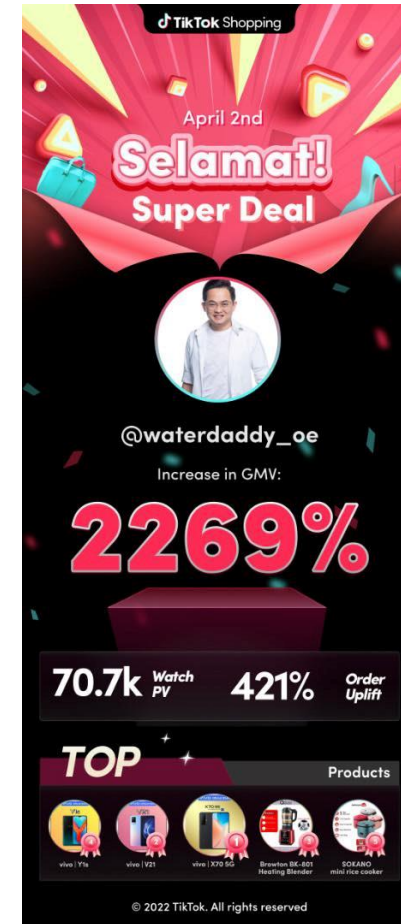 TikTok Shopping
April 2nd
Selamat!
Super Deal
@waterdaddy_oe
Increase in GMV:
2269%
70.7k Watch PV 421% Order Uplift
TOP
Products
vivo | Y1s
vivo | V21
vivo | X70 5G
Browton BK-801
Heating Blender
SOKANO
mini rice cooker
© 2022 TikTok. All rights reserved